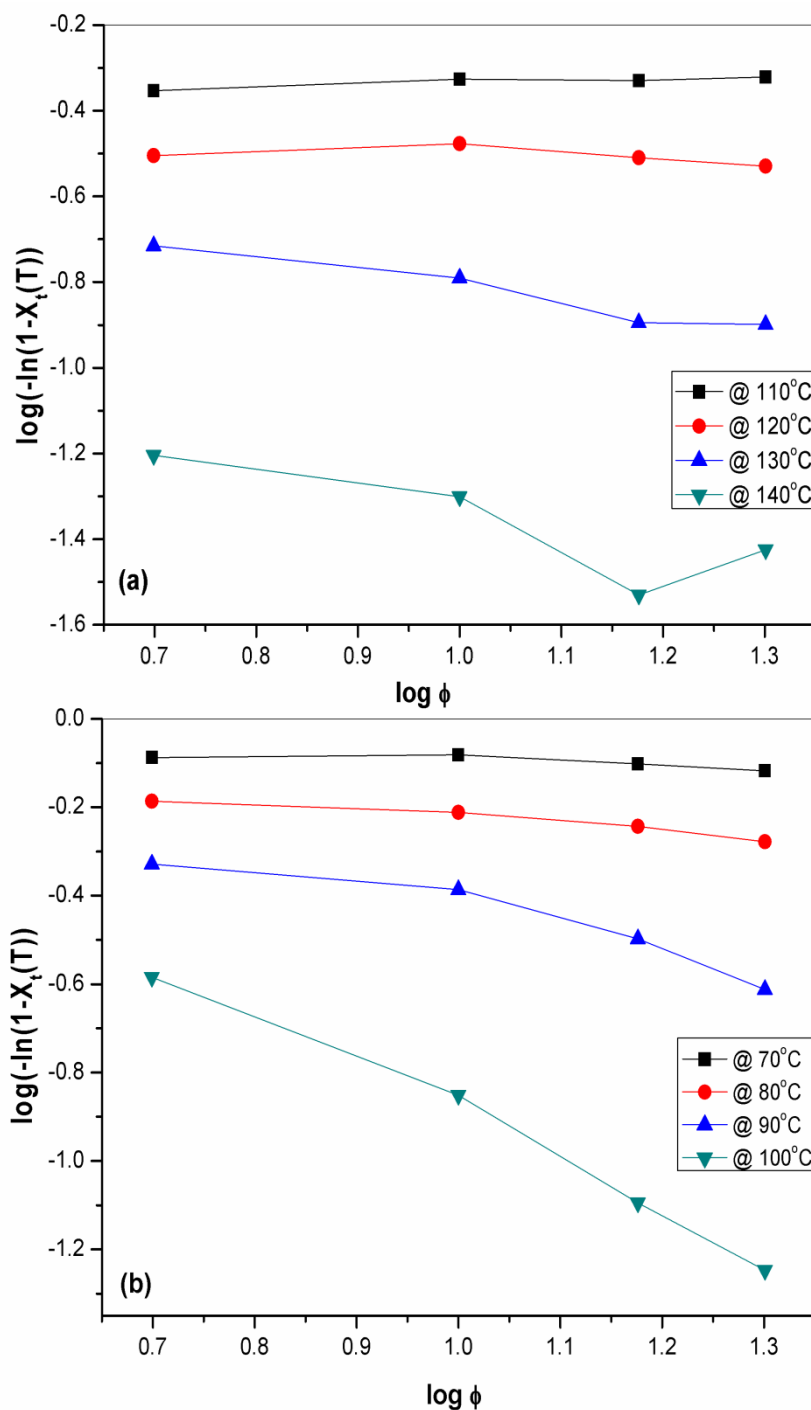 -0.2
-0.4
-0.6
-0.8
-1.0
-1.2
-1.4
-1.6
log(-ln(1-Xt(T))
@ 110°C
@ 120°C
@ 130°C
@ 140°C
(a)
0.7 0.8 0.9 1.0 1.1 1.2 1.3
log ϕ
0.0
-0.2
-0.4
-0.6
-0.8
-1.0
-1.2
log(-ln(1-Xt(T))
@ 70°C
@ 80°C
@ 90°C
@ 100°C
(b)
0.7 0.8 0.9 1.0 1.1 1.2 1.3
log ϕ